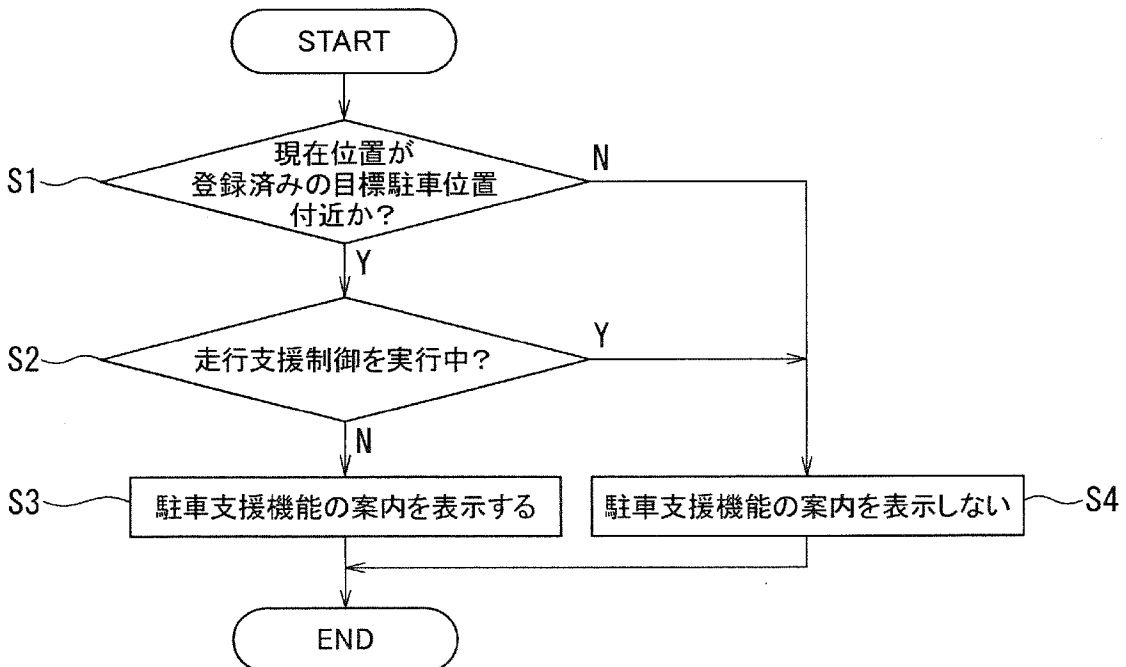 START
現在位置が
登録済みの目標駐車位置
付近か?
N
S1
Y
走行支援制御を実行中?
Y
S2
N
駐車支援機能の案内を表示する
S3
駐車支援機能の案内を表示しない
S4
END